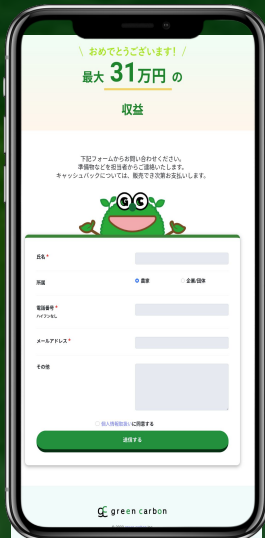 \ おめでとうございます! /
最大 31万円 の
収益
下記フォームからお問い合わせください。
準備物などを担当者からご連絡いたします。
キャッシュバックについては、販売でき次第お支払いします。
氏名 *
所属
農家
企業/団体
電話番号 *
ハイフンなし
メールアドレス *
その他
個人情報取扱いに同意する
送信する
green carbon